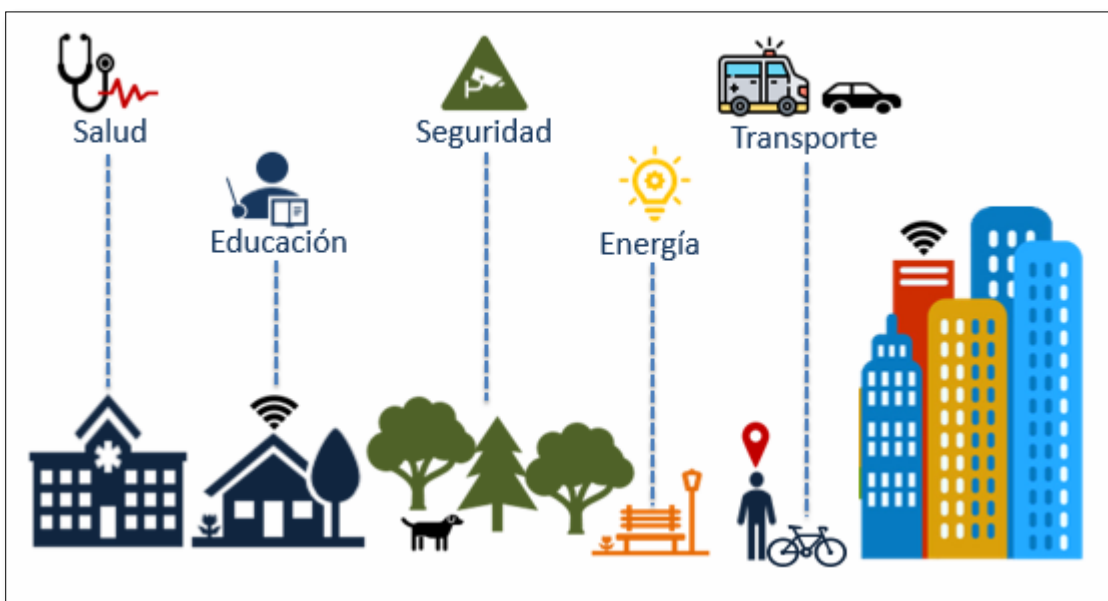 Salud
Seguridad
Transporte
Educación
Energía